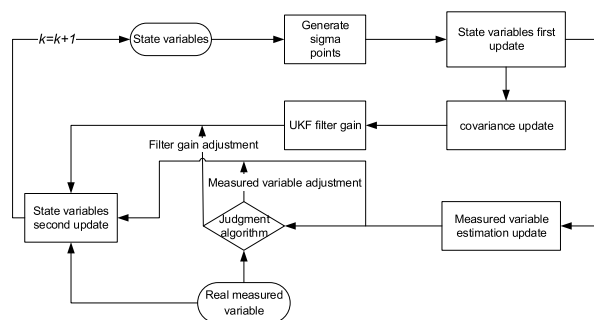 k=k+1
State variables
Generate
sigma
points
State variables first
update
UKF filter gain
covariance update
Filter gain adjustment
Measured variable adjustment
State variables
second update
Judgment
algorithm
Measured variable
estimation update
Real measured
variable